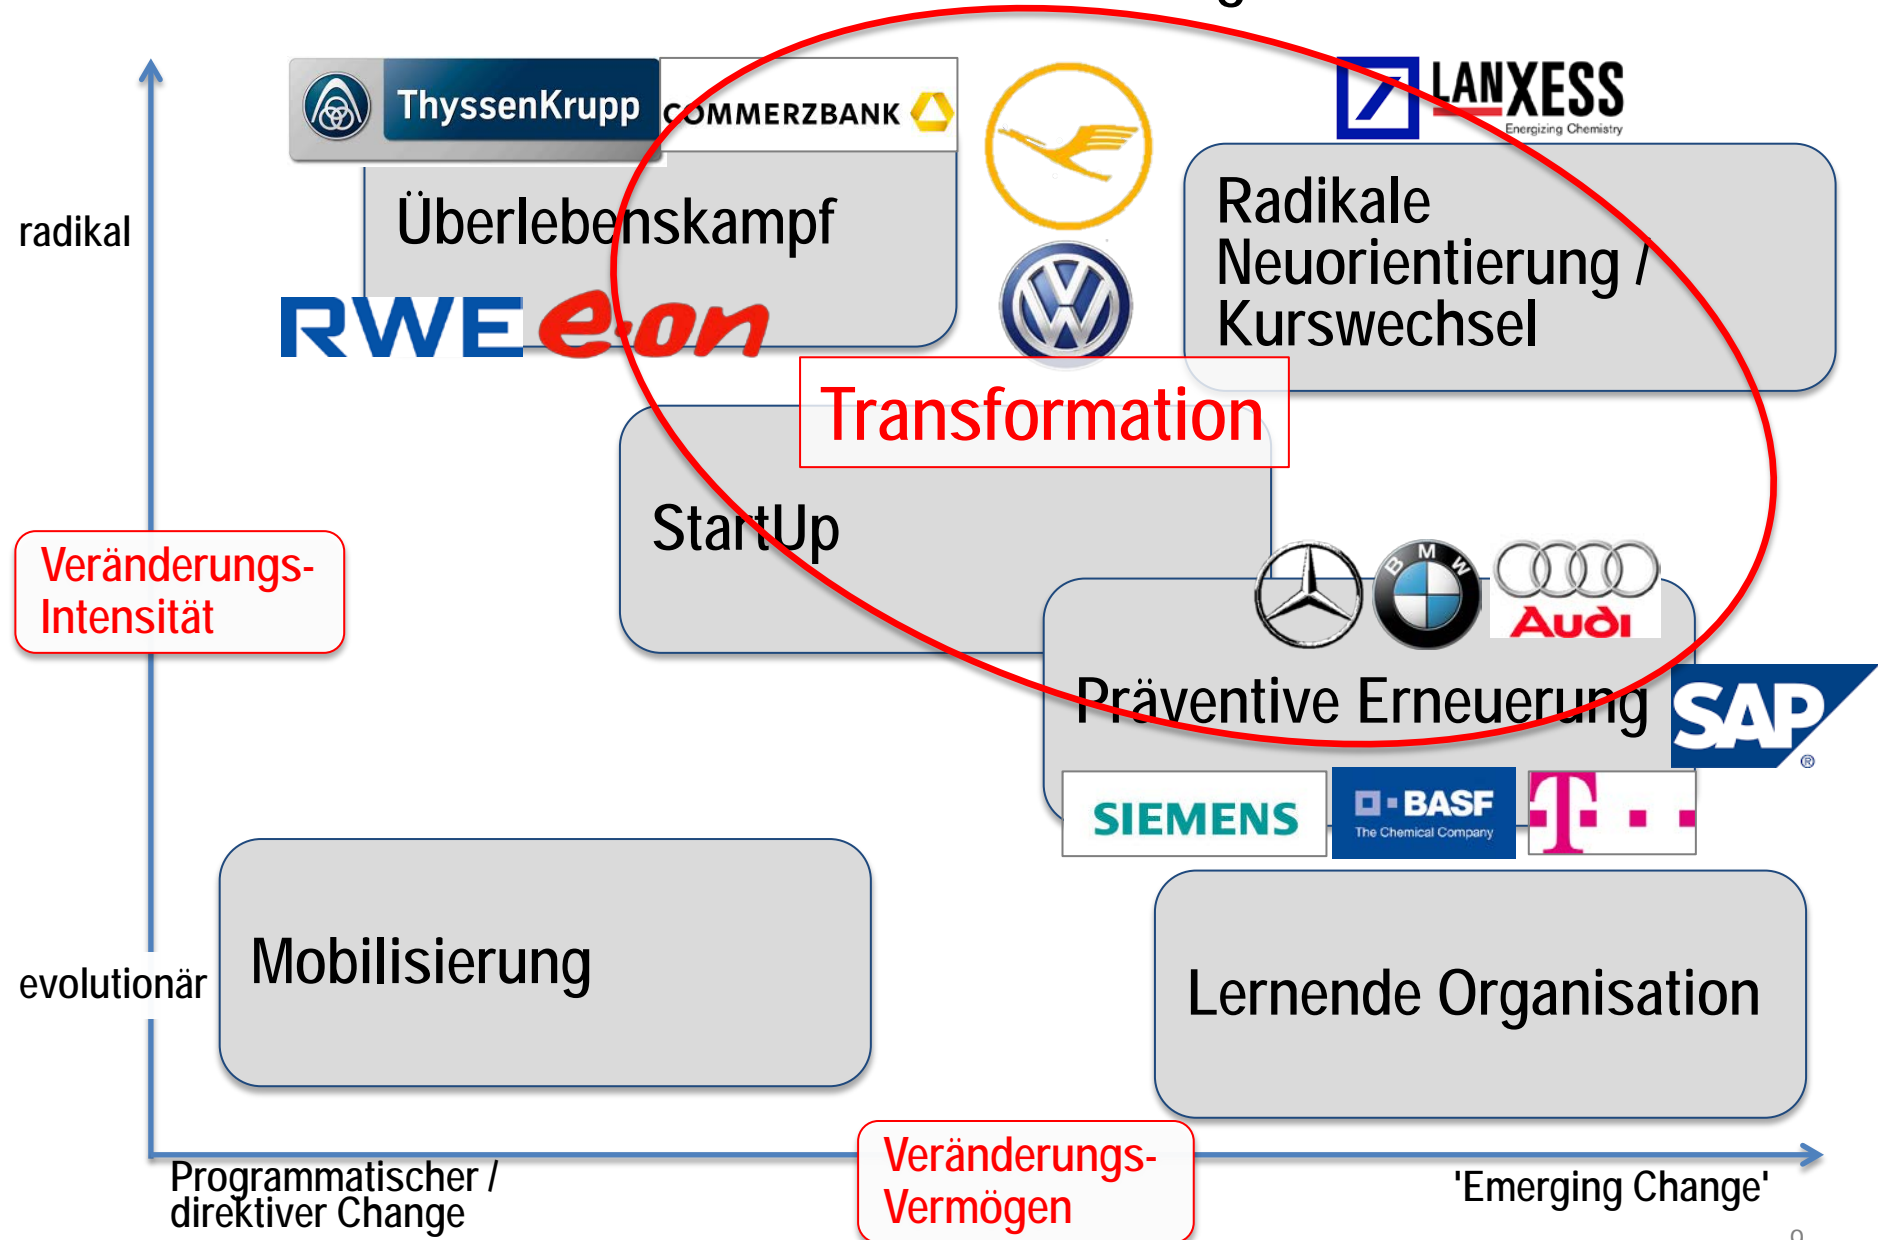 ThyssenKrupp
COMMERZBANK
LANXESS
Energizing Chemistry
radikal
Überlebenskampf
Radikale
Neuorientierung /
Kurswechsel
RWE e·on
Transformation
StartUp
Veränderungs-
Intensität
BMW
Audi
Präventive Erneuerung
SAP
®
SIEMENS
BASF
The Chemical Company
T
evolutionär
Mobilisierung
Lernende Organisation
Programmatischer /
direktiver Change
Veränderungs-
Vermögen
'Emerging Change'